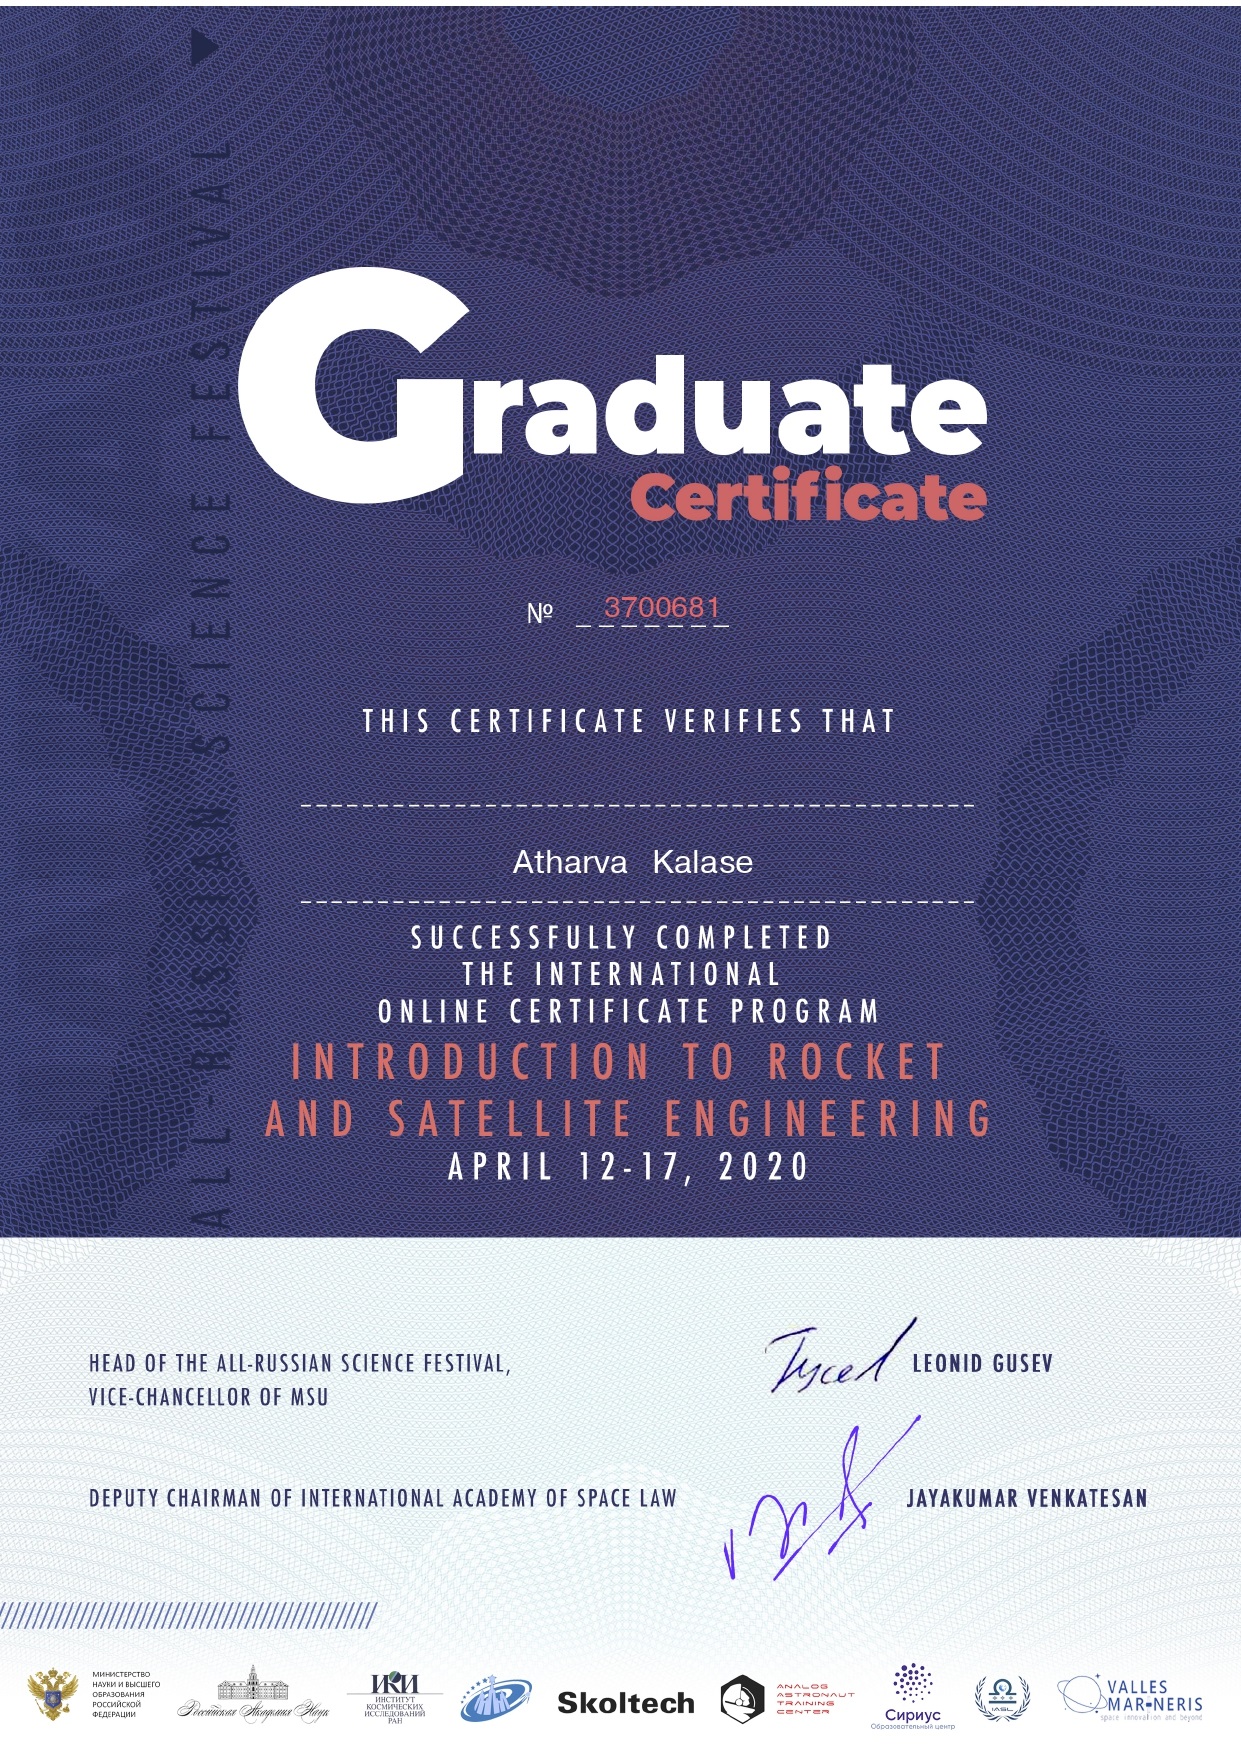 ALL-RUSSIAN SCIENCE FESTIVAL
Graduate
Certificate
№ 3700681
THIS CERTIFICATE VERIFIES THAT
Atharva Kalase
SUCCESSFULLY COMPLETED
THE INTERNATIONAL
ONLINE CERTIFICATE PROGRAM
INTRODUCTION TO ROCKET
AND SATELLITE ENGINEERING
APRIL 12-17, 2020
HEAD OF THE ALL-RUSSIAN SCIENCE FESTIVAL,
VICE-CHANCELLOR OF MSU
LEONID GUSEV
DEPUTY CHAIRMAN OF INTERNATIONAL ACADEMY OF SPACE LAW
JAYAKUMAR VENKATESAN
МИНИСТЕРСТВО
НАУКИ И ВЫСШЕГО
ОБРАЗОВАНИЯ
РОССИЙСКОЙ
ФЕДЕРАЦИИ
Российская Академия Наук
ИКИ
ИНСТИТУТ
КОСМИЧЕСКИХ
ИССЛЕДОВАНИЙ
РАН
Skoltech
ANALOG
ASTRONAUT
TRAINING
CENTER
Сириус
Образовательный центр
IASL
VALLES
MARINERIS
space innovation and beyond